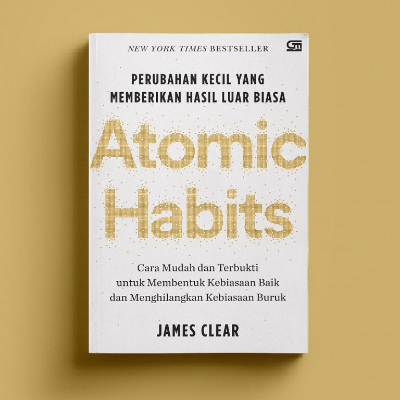 NEW YORK TIMES BESTSELLER
GM
PERUBAHAN KECIL YANG
MEMBERIKAN HASIL LUAR BIASA
Atomic
Habits
Cara Mudah dan Terbukti
untuk Membentuk Kebiasaan Baik
dan Menghilangkan Kebiasaan Buruk
JAMES CLEAR